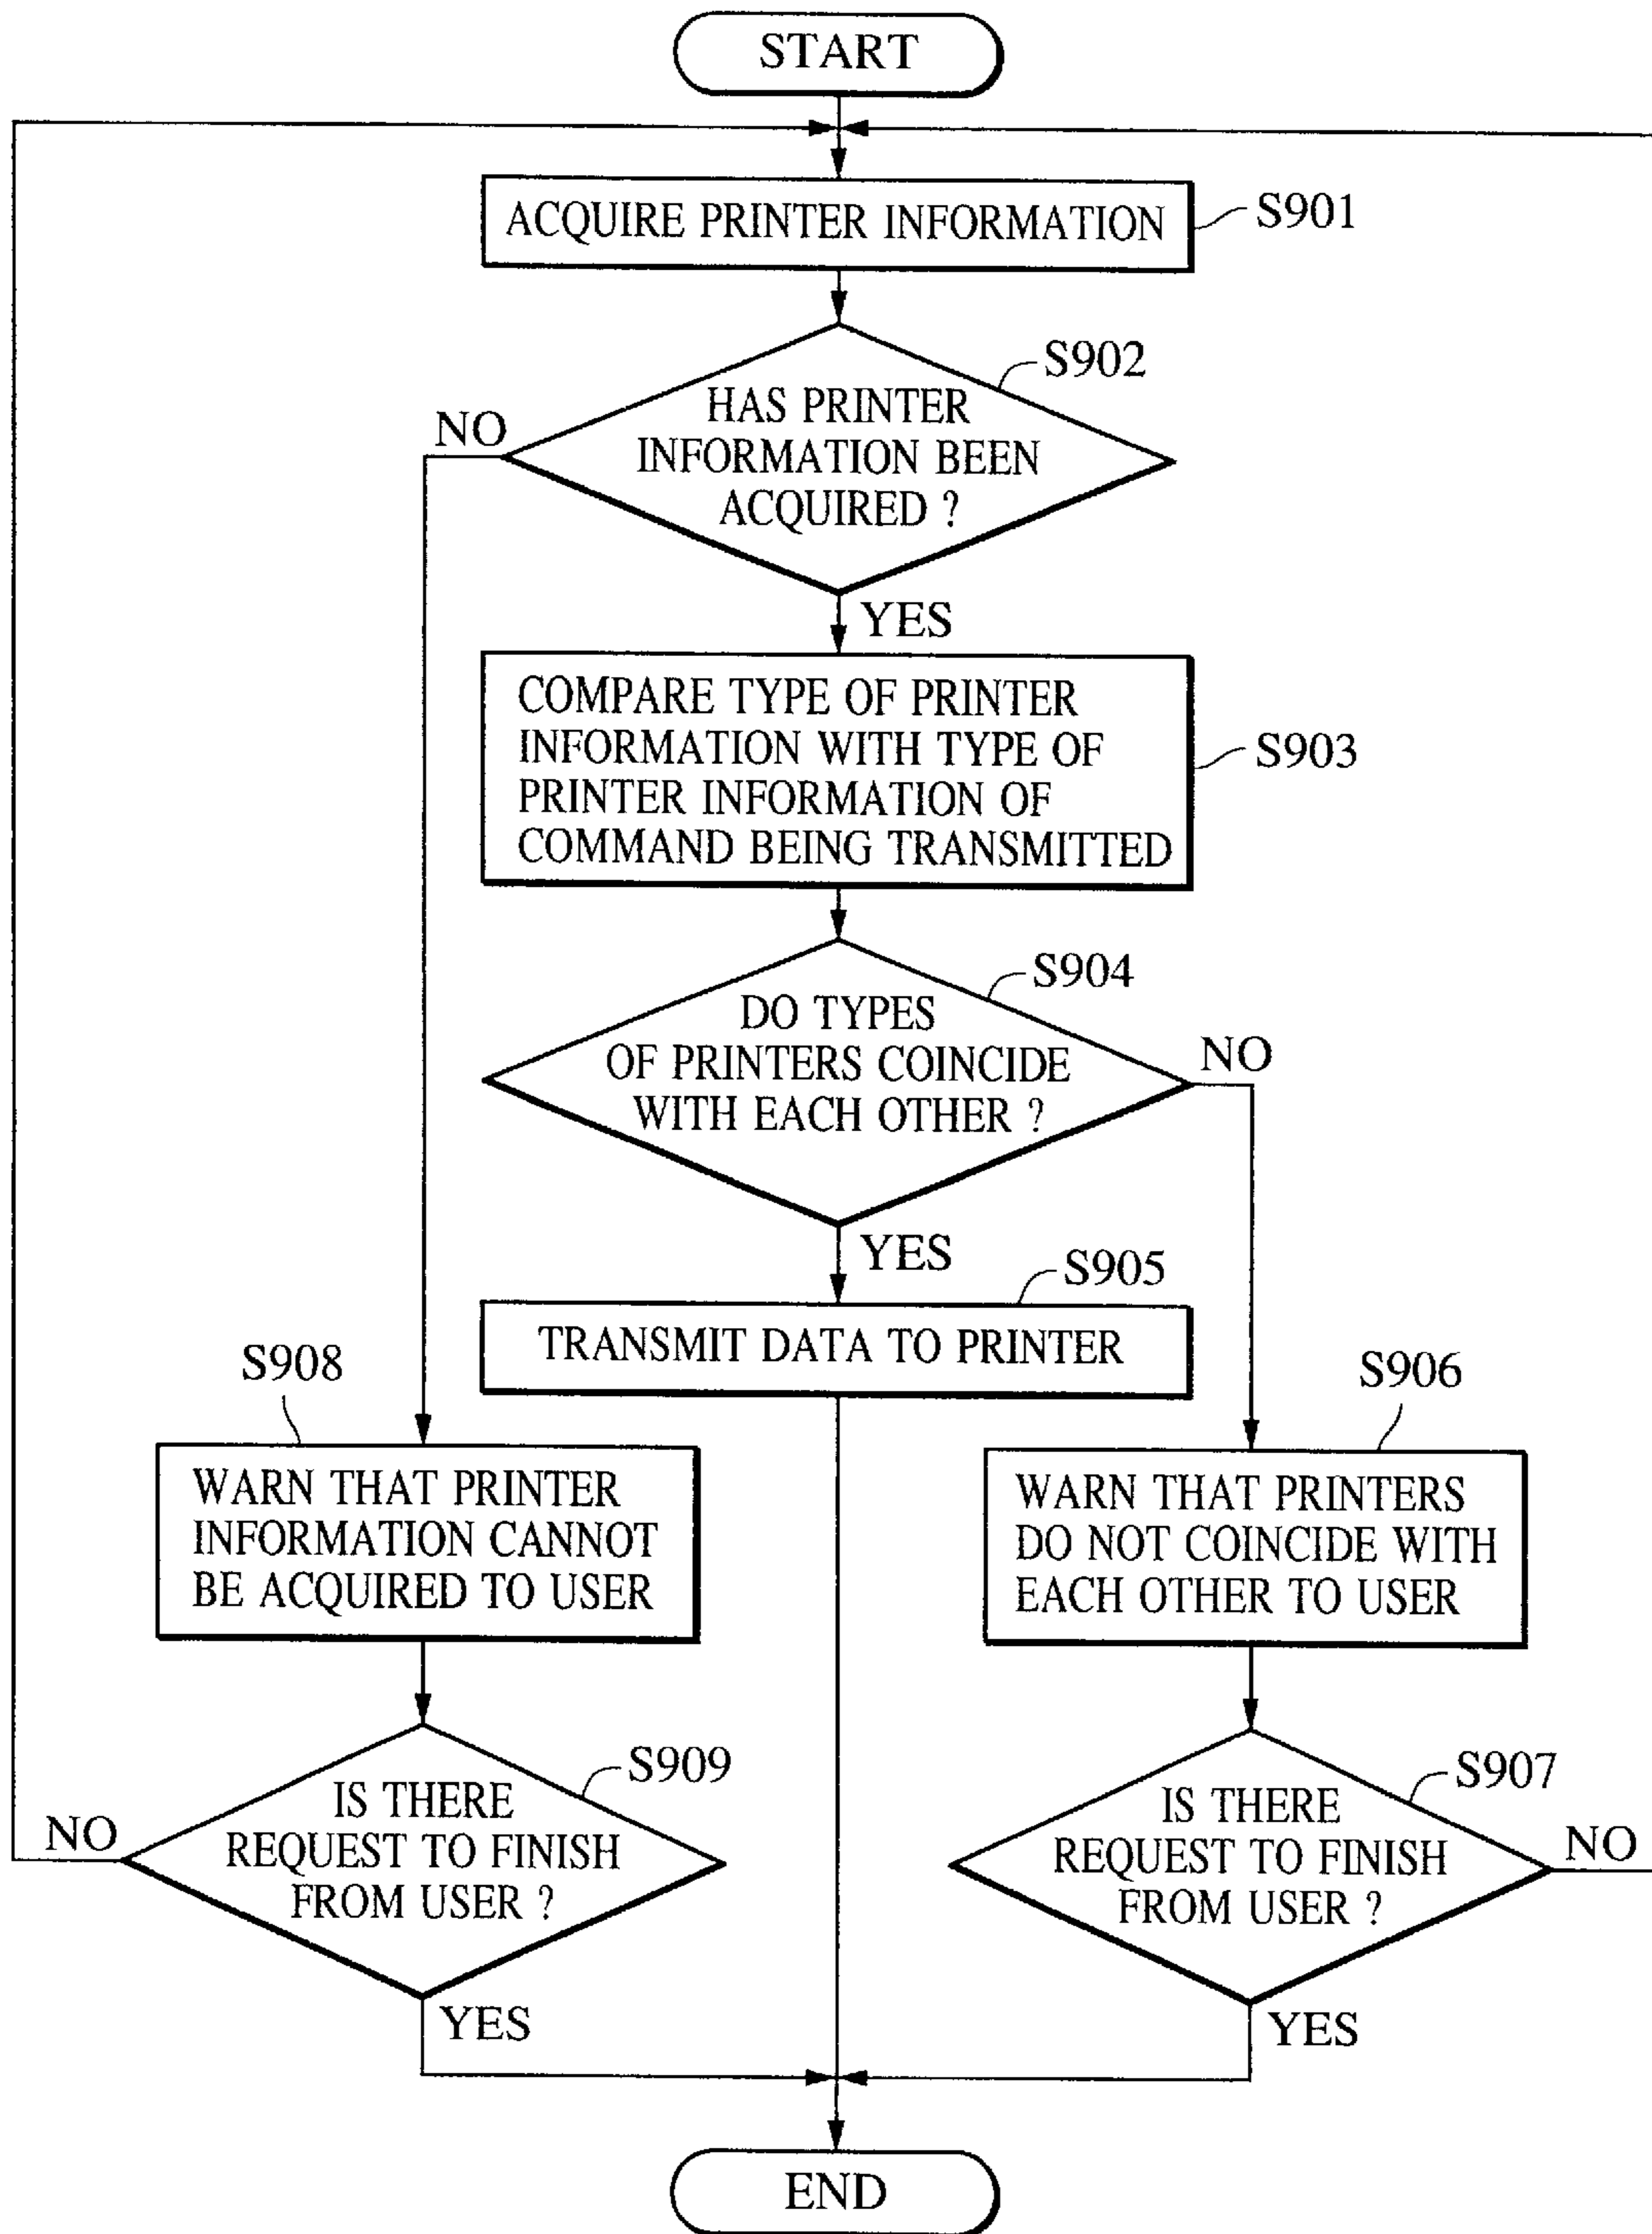 START
ACQUIRE PRINTER INFORMATION
S901
S902
HAS PRINTER
INFORMATION BEEN
ACQUIRED ?
NO
YES
COMPARE TYPE OF PRINTER
INFORMATION WITH TYPE OF
PRINTER INFORMATION OF
COMMAND BEING TRANSMITTED
S903
S904
DO TYPES
OF PRINTERS COINCIDE
WITH EACH OTHER ?
NO
YES
S905
TRANSMIT DATA TO PRINTER
S908
WARN THAT PRINTER
INFORMATION CANNOT
BE ACQUIRED TO USER
S906
WARN THAT PRINTERS
DO NOT COINCIDE WITH
EACH OTHER TO USER
S909
IS THERE
REQUEST TO FINISH
FROM USER ?
NO
YES
S907
IS THERE
REQUEST TO FINISH
FROM USER ?
NO
YES
END